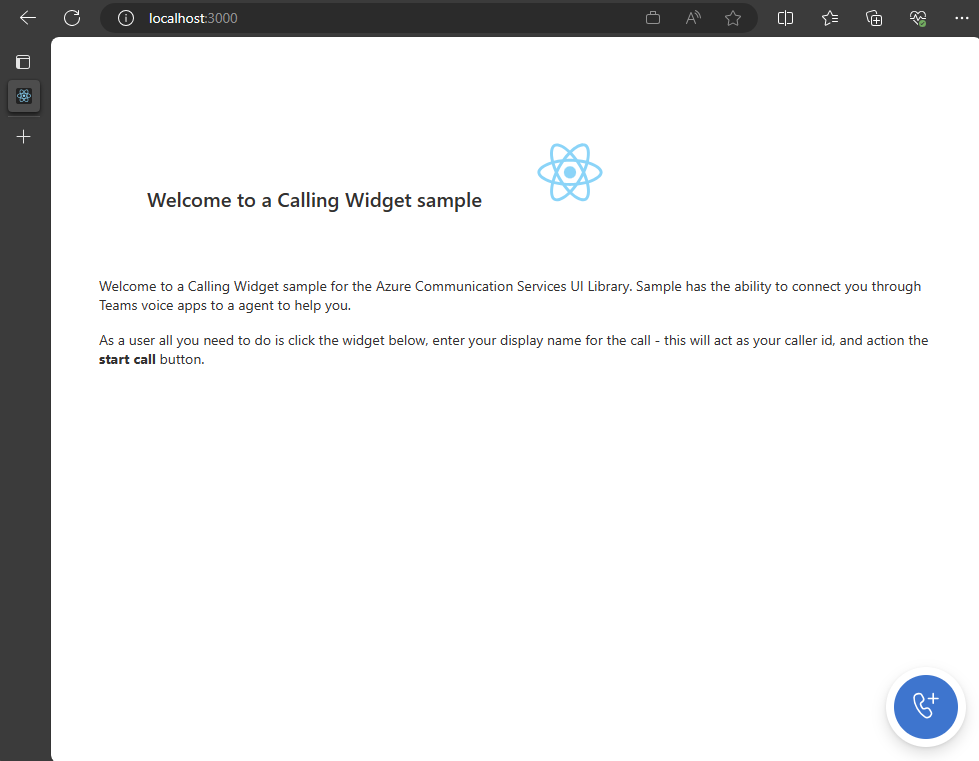 localhost:3000
Welcome to a Calling Widget sample
Welcome to a Calling Widget sample for the Azure Communication Services UI Library. Sample has the ability to connect you through
Teams voice apps to a agent to help you.
As a user all you need to do is click the widget below, enter your display name for the call - this will act as your caller id, and action the
start call button.